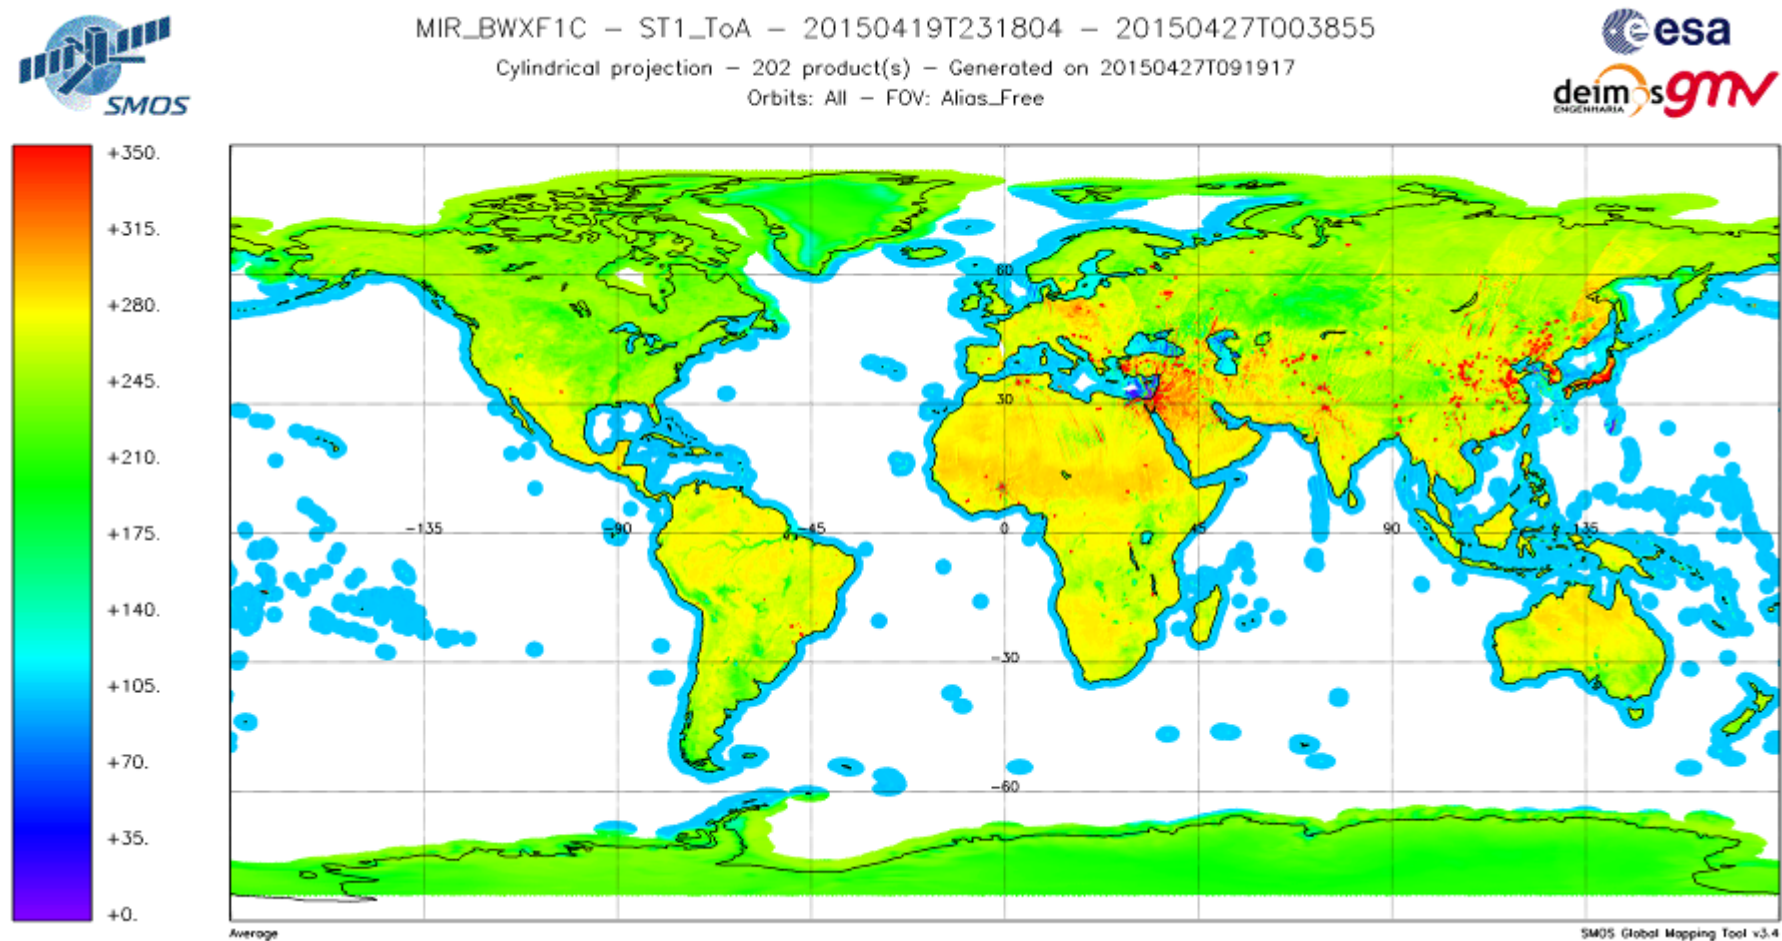 MIR_BWXF1C – ST1_ToA – 20150419T231804 – 20150427T003855
Cylindrical projection – 202 product(s) – Generated on 20150427T091917
Orbits: All – FOV: Alias_Free
SMOS
esa
deimos
ENGENHARIA
gmv
+350.
+315.
+280.
+245.
+210.
+175.
+140.
+105.
+70.
+35.
+0.
60
30
-135 -90 -45 0 45 90 135
-30
-60
Average
SMOS Global Mapping Tool v3.4